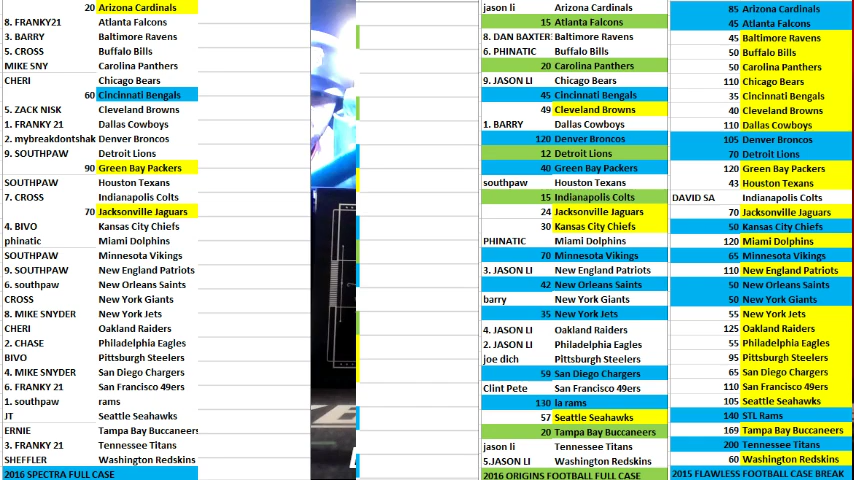 20 Arizona Cardinals
8. FRANKY21 Atlanta Falcons
3. BARRY Baltimore Ravens
5. CROSS Buffalo Bills
MIKE SNY Carolina Panthers
CHERI Chicago Bears
60 Cincinnati Bengals
5. ZACK NISK Cleveland Browns
1. FRANKY 21 Dallas Cowboys
2. mybreakdontshak Denver Broncos
9. SOUTHPAW Detroit Lions
90 Green Bay Packers
SOUTHPAW Houston Texans
7. CROSS Indianapolis Colts
70 Jacksonville Jaguars
4. BIVO Kansas City Chiefs
phinatic Miami Dolphins
SOUTHPAW Minnesota Vikings
9. SOUTHPAW New England Patriots
6. southpaw New Orleans Saints
CROSS New York Giants
8. MIKE SNYDER New York Jets
CHERI Oakland Raiders
2. CHASE Philadelphia Eagles
BIVO Pittsburgh Steelers
4. MIKE SNYDER San Diego Chargers
6. FRANKY 21 San Francisco 49ers
1. southpaw rams
JT Seattle Seahawks
ERNIE Tampa Bay Buccaneers
3. FRANKY 21 Tennessee Titans
SHEFFLER Washington Redskins
2016 SPECTRA FULL CASE
jason li Arizona Cardinals
15 Atlanta Falcons
8. DAN BAXTER Baltimore Ravens
6. PHINATIC Buffalo Bills
20 Carolina Panthers
9. JASON LI Chicago Bears
45 Cincinnati Bengals
49 Cleveland Browns
1. BARRY Dallas Cowboys
120 Denver Broncos
12 Detroit Lions
40 Green Bay Packers
southpaw Houston Texans
15 Indianapolis Colts
24 Jacksonville Jaguars
30 Kansas City Chiefs
PHINATIC Miami Dolphins
70 Minnesota Vikings
3. JASON LI New England Patriots
42 New Orleans Saints
barry New York Giants
35 New York Jets
4. JASON LI Oakland Raiders
2. JASON LI Philadelphia Eagles
joe dich Pittsburgh Steelers
59 San Diego Chargers
Clint Pete San Francisco 49ers
130 la rams
57 Seattle Seahawks
20 Tampa Bay Buccaneers
jason li Tennessee Titans
5.JASON LI Washington Redskins
2016 ORIGINS FOOTBALL FULL CASE
85 Arizona Cardinals
45 Atlanta Falcons
45 Baltimore Ravens
50 Buffalo Bills
50 Carolina Panthers
110 Chicago Bears
35 Cincinnati Bengals
40 Cleveland Browns
110 Dallas Cowboys
105 Denver Broncos
70 Detroit Lions
120 Green Bay Packers
43 Houston Texans
DAVID SA Indianapolis Colts
70 Jacksonville Jaguars
50 Kansas City Chiefs
120 Miami Dolphins
65 Minnesota Vikings
110 New England Patriots
50 New Orleans Saints
50 New York Giants
55 New York Jets
125 Oakland Raiders
55 Philadelphia Eagles
95 Pittsburgh Steelers
65 San Diego Chargers
110 San Francisco 49ers
105 Seattle Seahawks
140 STL Rams
169 Tampa Bay Buccaneers
200 Tennessee Titans
60 Washington Redskins
2015 FLAWLESS FOOTBALL CASE BREAK